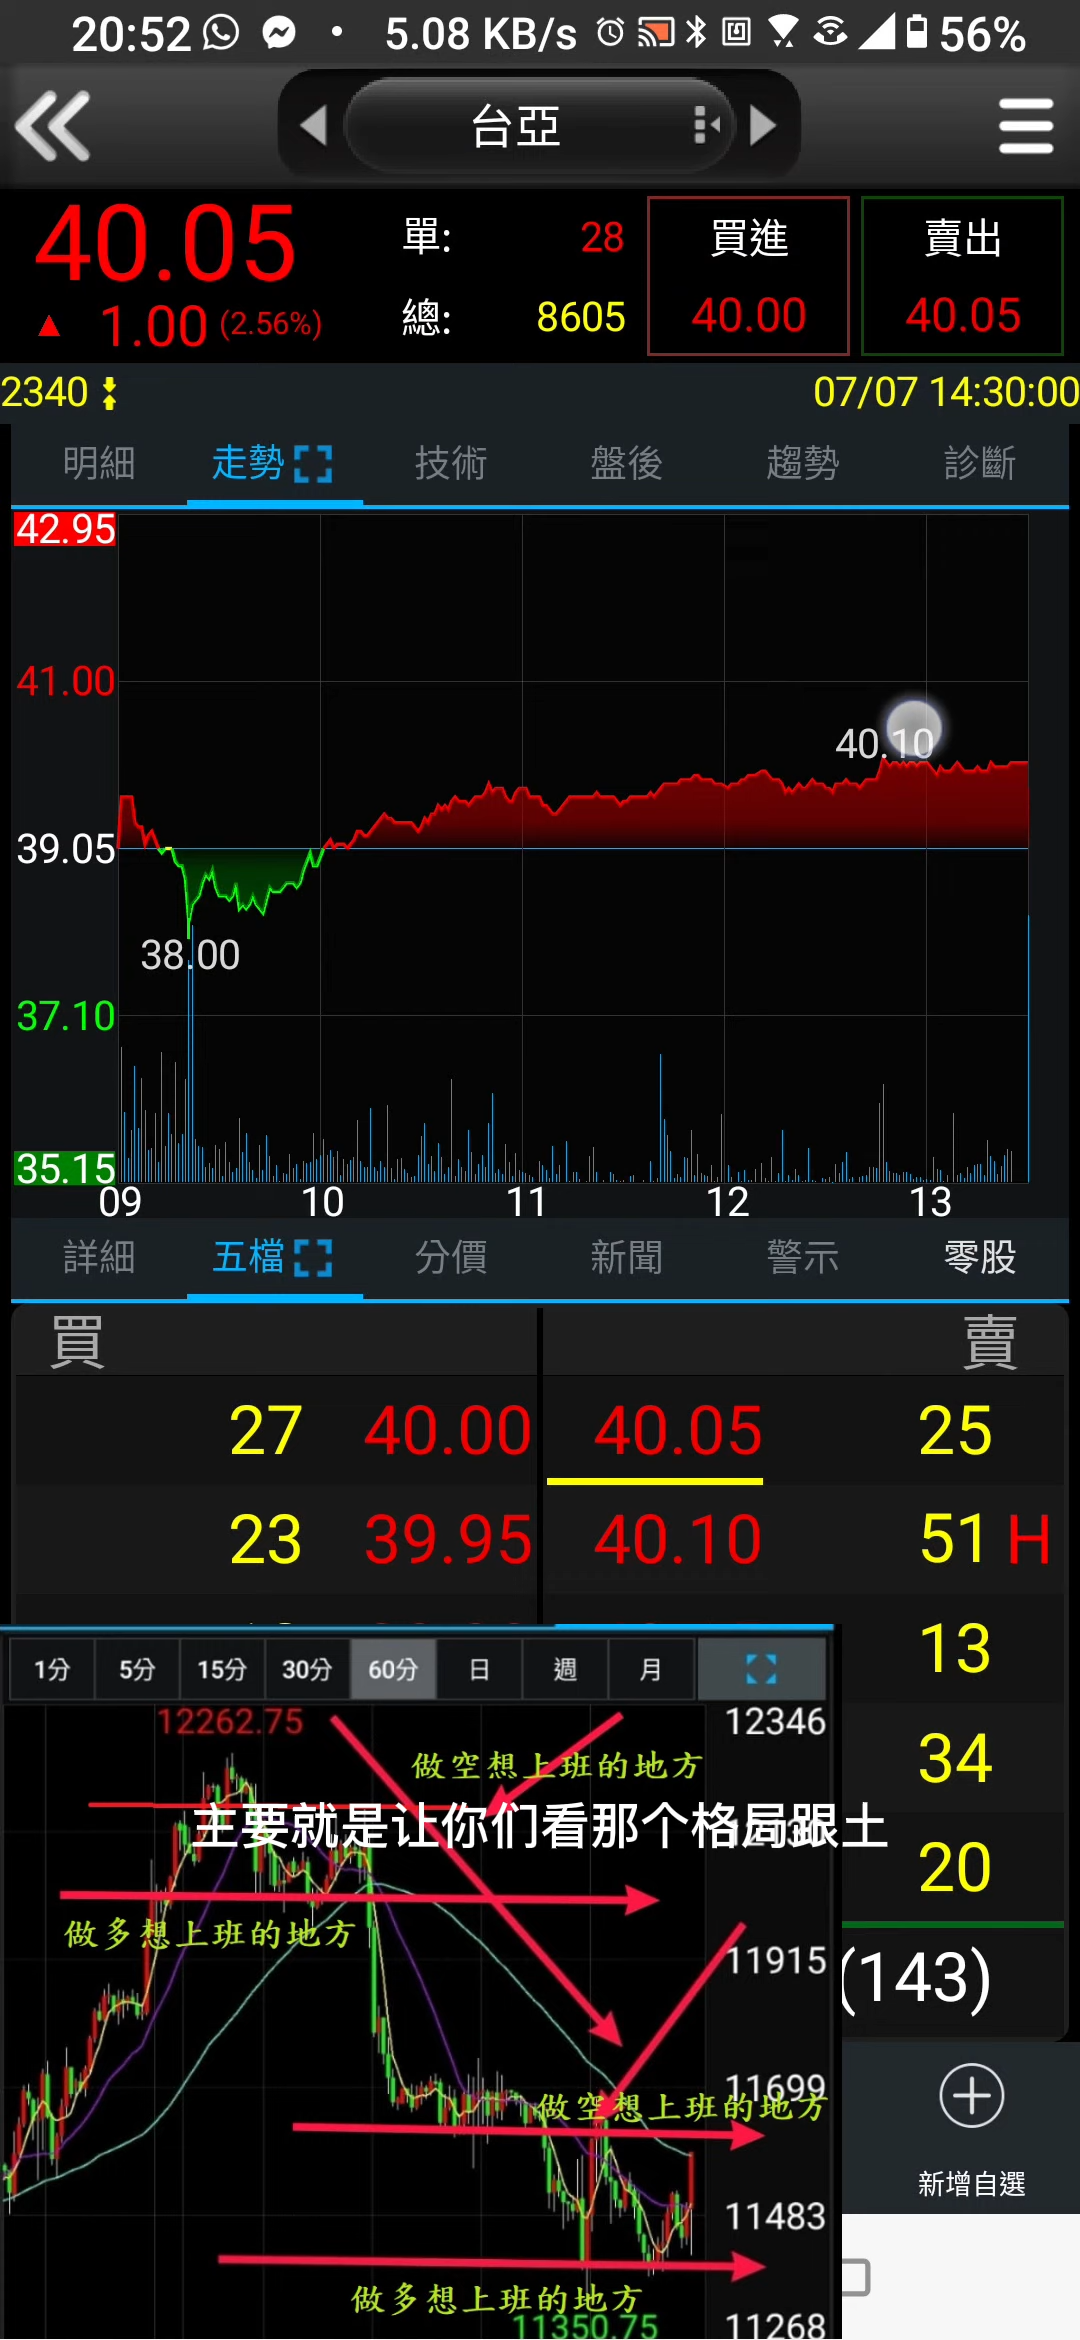 20:52 5.08 KB/s 56%
台亞
40.05
▲ 1.00 (2.56%)
單: 28
總: 8605
買進
40.00
賣出
40.05
2340 07/07 14:30:00
明細 走勢 技術 盤後 趨勢 診斷
42.95
41.00
40.10
39.05
38.00
37.10
35.15
09 10 11 12 13
詳細 五檔 分價 新聞 警示 零股
買 賣
27 40.00 40.05 25
23 39.95 40.10 51 H
13
34
20
(143)
新增自選
1分 5分 15分 30分 60分 日 週 月
12262.75 12346
做空想上班的地方
主要就是让你们看那个格局跟土
做多想上班的地方
11915
11699
做空想上班的地方
11483
做多想上班的地方
11350.75 11268